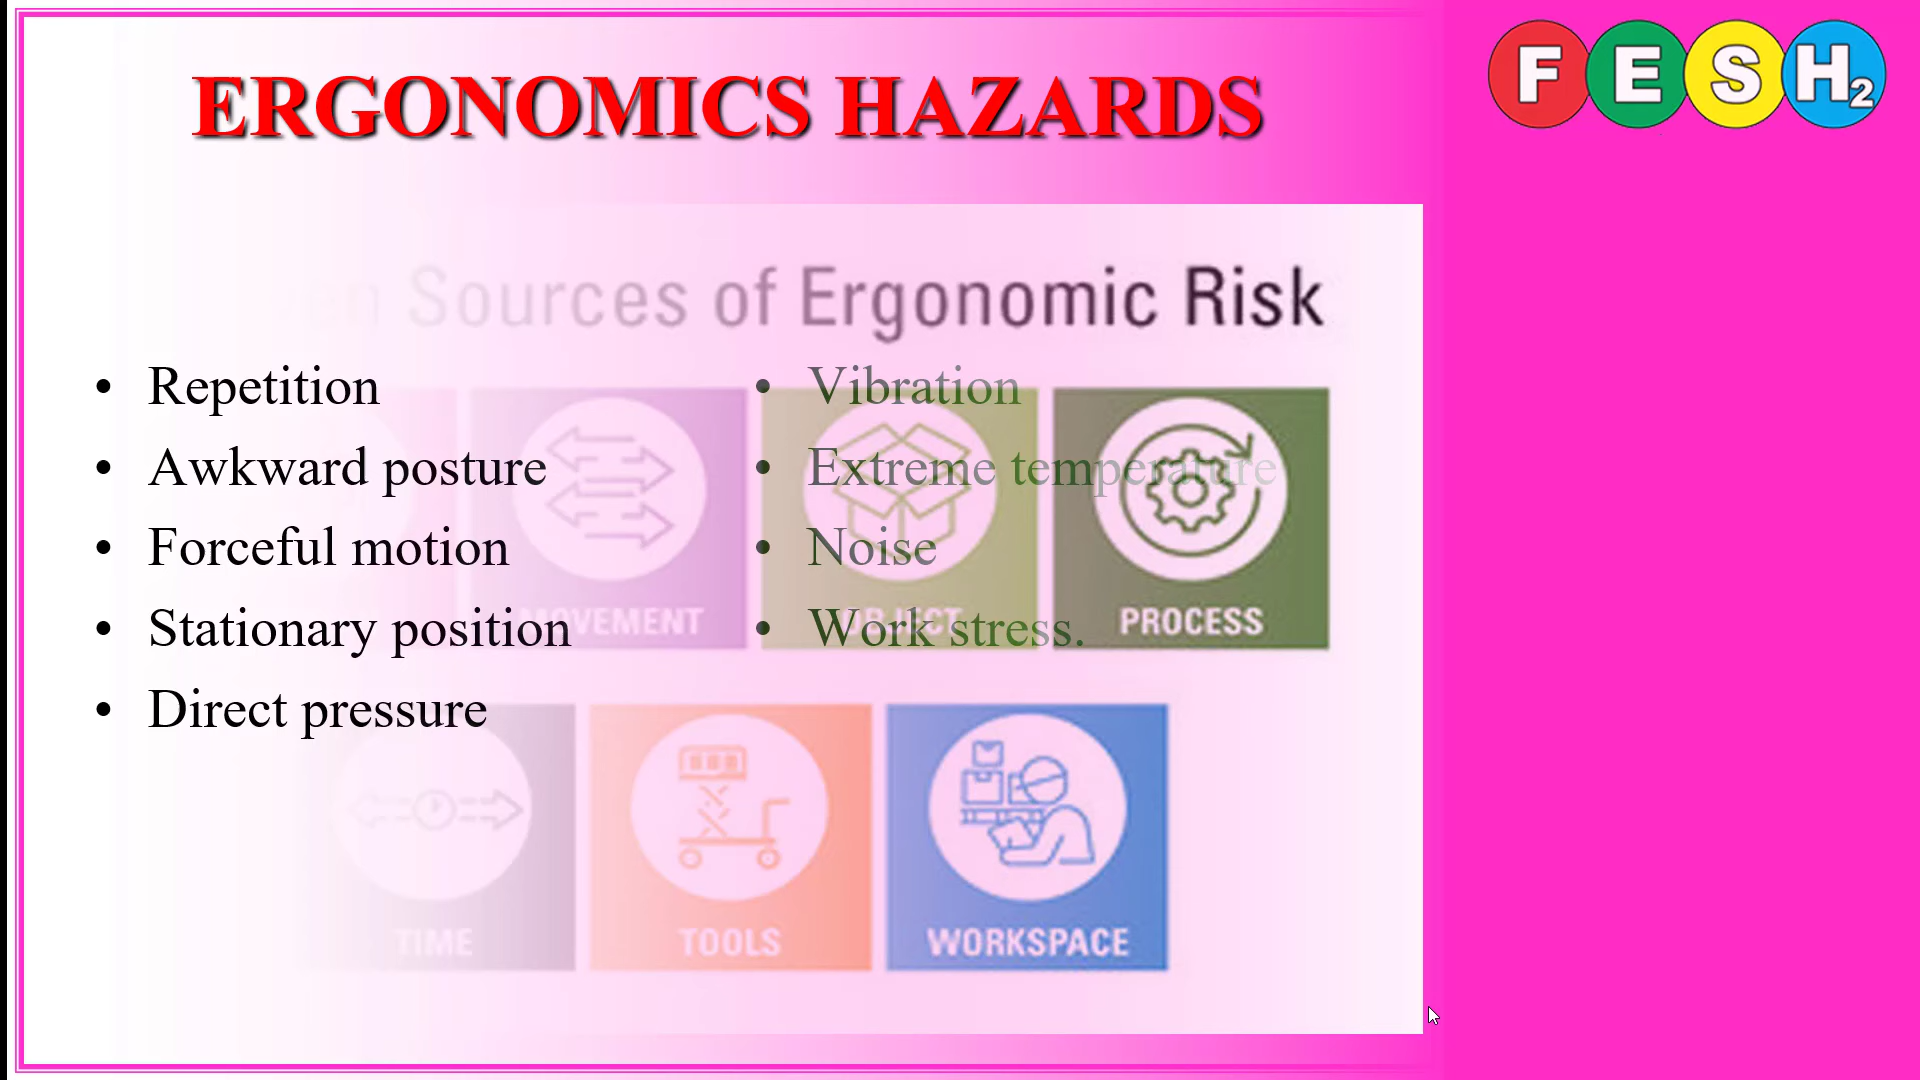 ERGONOMICS HAZARDS
FESH2
Sources of Ergonomic Risk
• Repetition
• Awkward posture
• Forceful motion
• Stationary position
• Direct pressure
• Vibration
• Extreme temperature
• Noise
• Work stress.
MOVEMENT
OBJECT
PROCESS
TIME
TOOLS
WORKSPACE